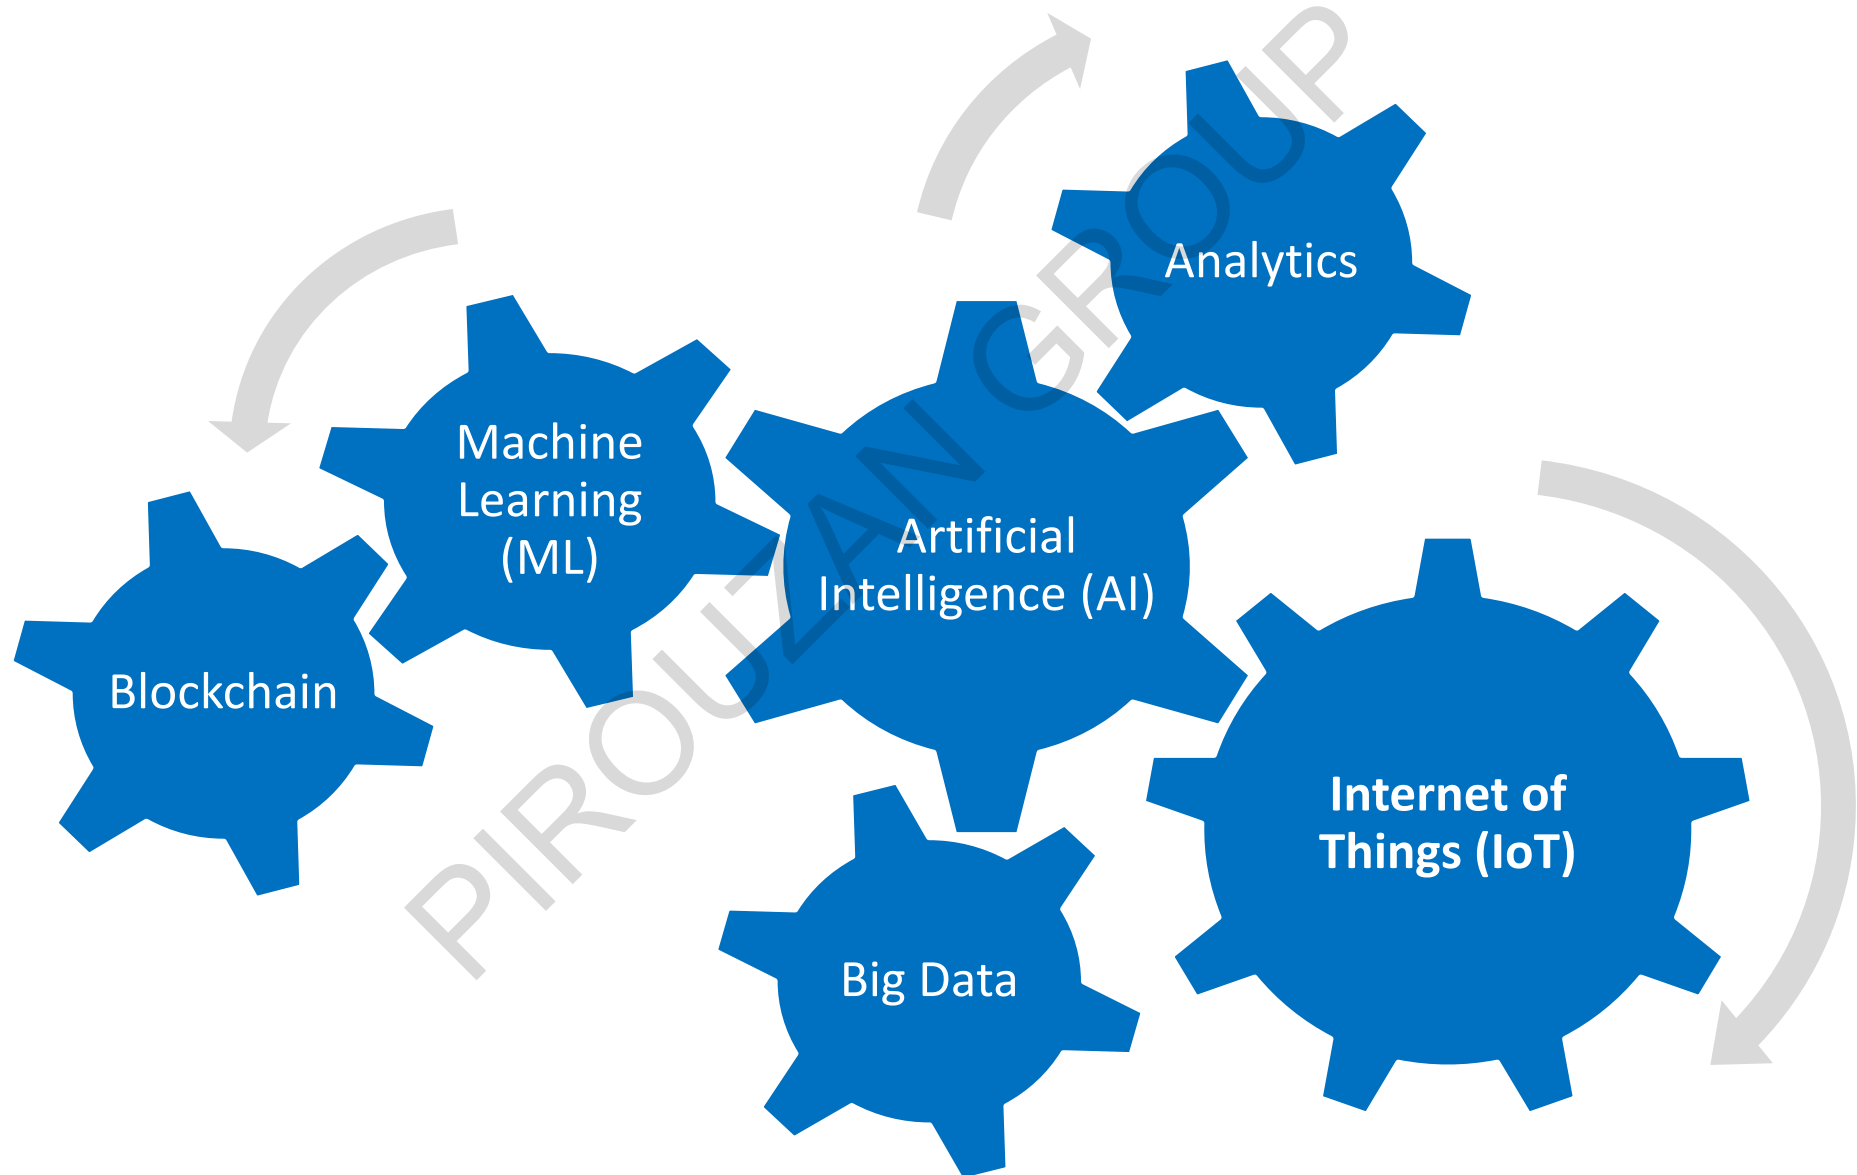 Analytics
Machine
Learning
(ML)
Artificial
Intelligence (AI)
Blockchain
Internet of
Things (IoT)
Big Data
PIROUZAN GROUP